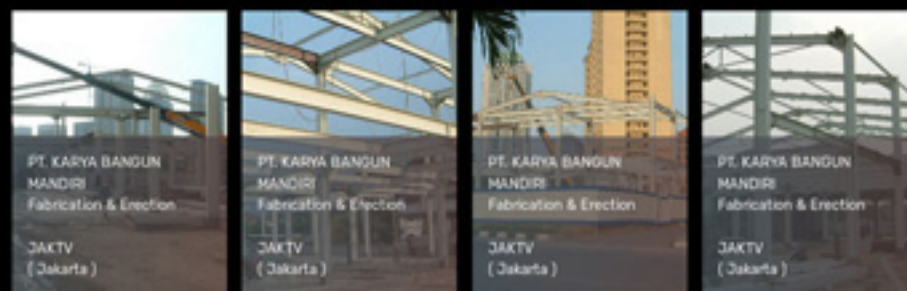 PT. KARYA BANGUN
MANDIRI
Fabrication & Erection
JAKTV
( Jakarta )
PT. KARYA BANGUN
MANDIRI
Fabrication & Erection
JAKTV
( Jakarta )
PT. KARYA BANGUN
MANDIRI
Fabrication & Erection
JAKTV
( Jakarta )
PT. KARYA BANGUN
MANDIRI
Fabrication & Erection
JAKTV
( Jakarta )